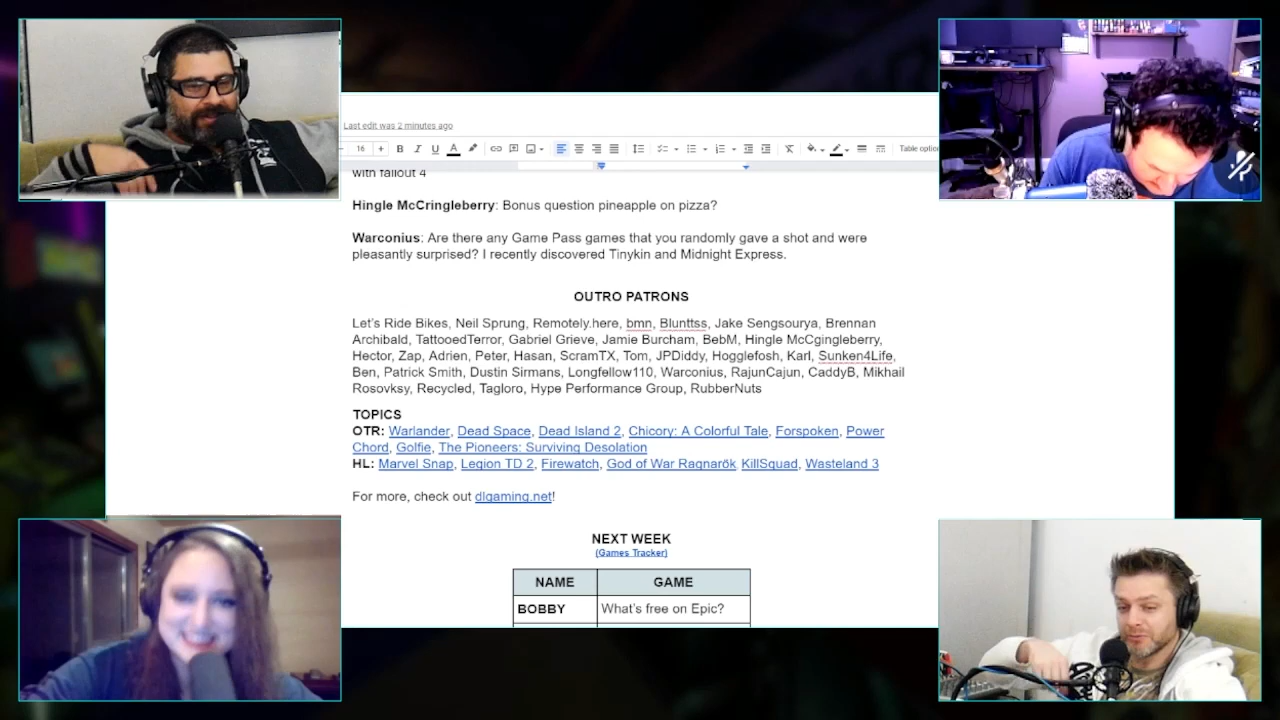 Last edit was 2 minutes ago
16
Table optio
with fallout 4
Hingle McCringleberry: Bonus question pineapple on pizza?
Warconius: Are there any Game Pass games that you randomly gave a shot and were
pleasantly surprised? I recently discovered Tinykin and Midnight Express.
OUTRO PATRONS
Let's Ride Bikes, Neil Sprung, Remotely.here, bmn, Blunttss, Jake Sengsourya, Brennan
Archibald, TattooedTerror, Gabriel Grieve, Jamie Burcham, BebM, Hingle McCgingleberry,
Hector, Zap, Adrien, Peter, Hasan, ScramTX, Tom, JPDiddy, Hogglefosh, Karl, Sunken4Life,
Ben, Patrick Smith, Dustin Sirmans, Longfellow110, Warconius, RajunCajun, CaddyB, Mikhail
Rosovksy, Recycled, Tagloro, Hype Performance Group, RubberNuts
TOPICS
OTR: Warlander, Dead Space, Dead Island 2, Chicory: A Colorful Tale, Forspoken, Power
Chord, Golfie, The Pioneers: Surviving Desolation
HL: Marvel Snap, Legion TD 2, Firewatch, God of War Ragnarök KillSquad, Wasteland 3
For more, check out dlgaming.net!
NEXT WEEK
(Games Tracker)
NAME GAME
BOBBY What's free on Epic?